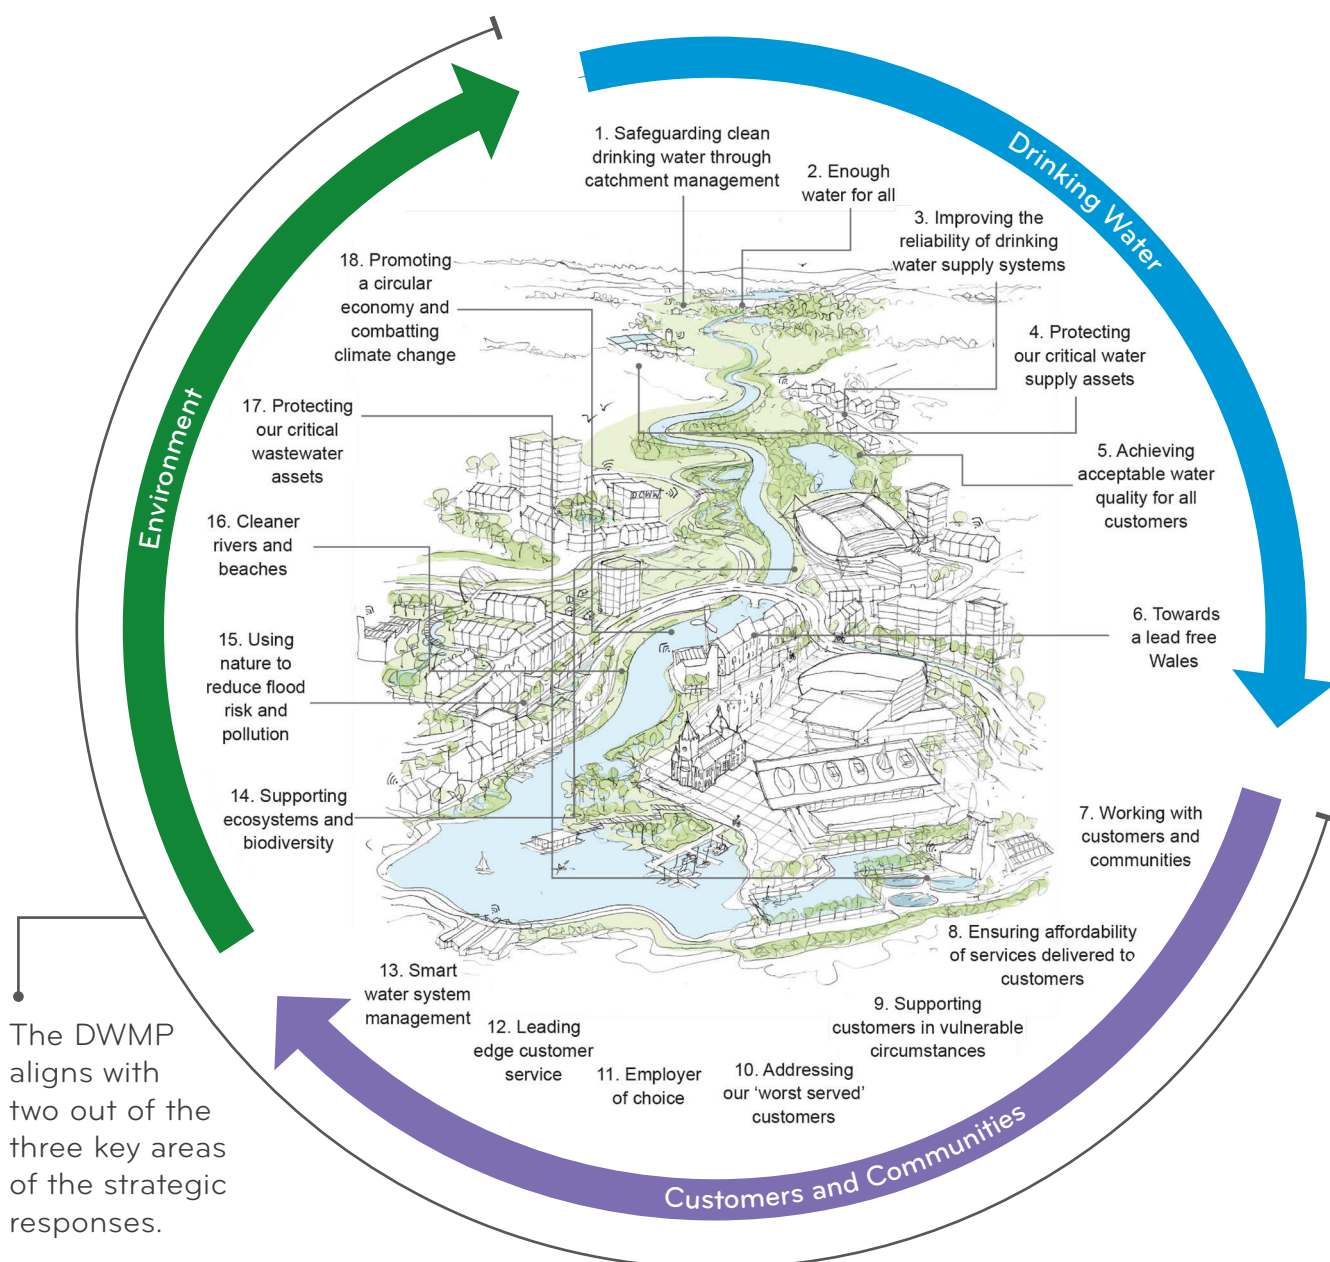 Drinking Water
1. Safeguarding clean
drinking water through
catchment management
2. Enough
water for all
3. Improving the
reliability of drinking
water supply systems
4. Protecting
our critical water
supply assets
5. Achieving
acceptable water
quality for all
customers
6. Towards
a lead free
Wales
7. Working with
customers and
communities
8. Ensuring affordability
of services delivered to
customers
9. Supporting
customers in vulnerable
circumstances
10. Addressing
our ‘worst served’
customers
11. Employer
of choice
12. Leading
edge customer
service
13. Smart
water system
management
Customers and Communities
14. Supporting
ecosystems and
biodiversity
15. Using
nature to
reduce flood
risk and
pollution
16. Cleaner
rivers and
beaches
17. Protecting
our critical
wastewater
assets
18. Promoting
a circular
economy and
combatting
climate change
Environment
DCWW
The DWMP
aligns with
two out of the
three key areas
of the strategic
responses.